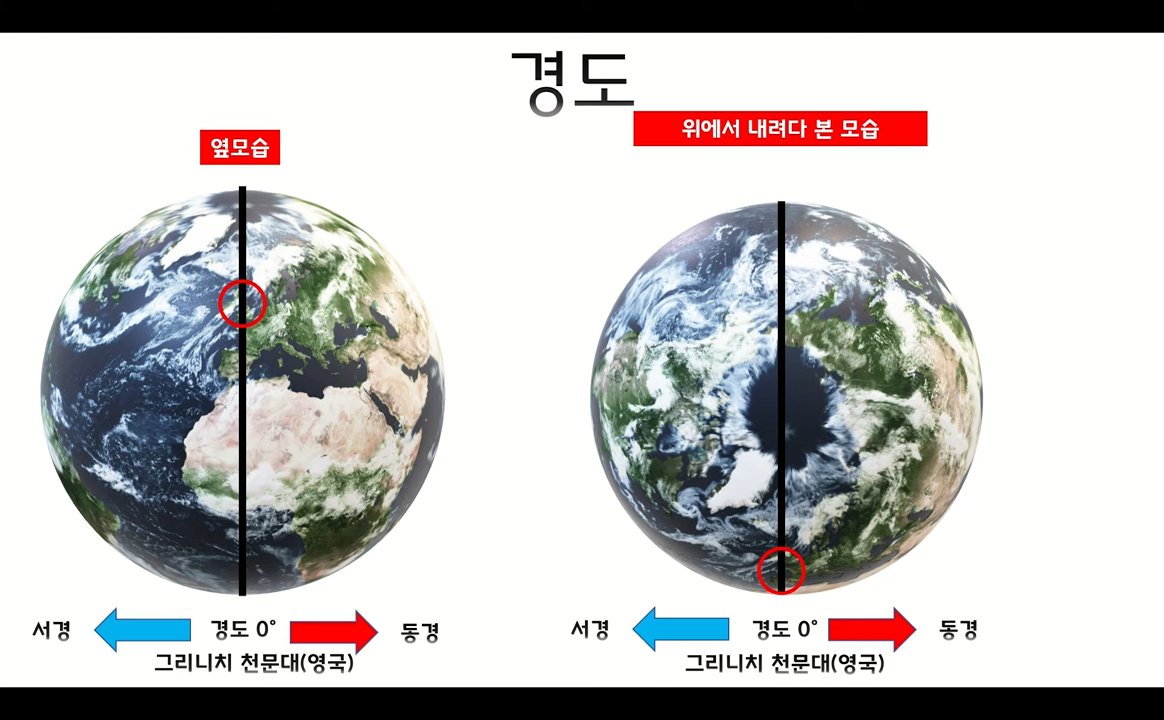 경도
옆모습
위에서 내려다 본 모습
서경
경도 0°
동경
그리니치 천문대(영국)
서경
경도 0°
동경
그리니치 천문대(영국)